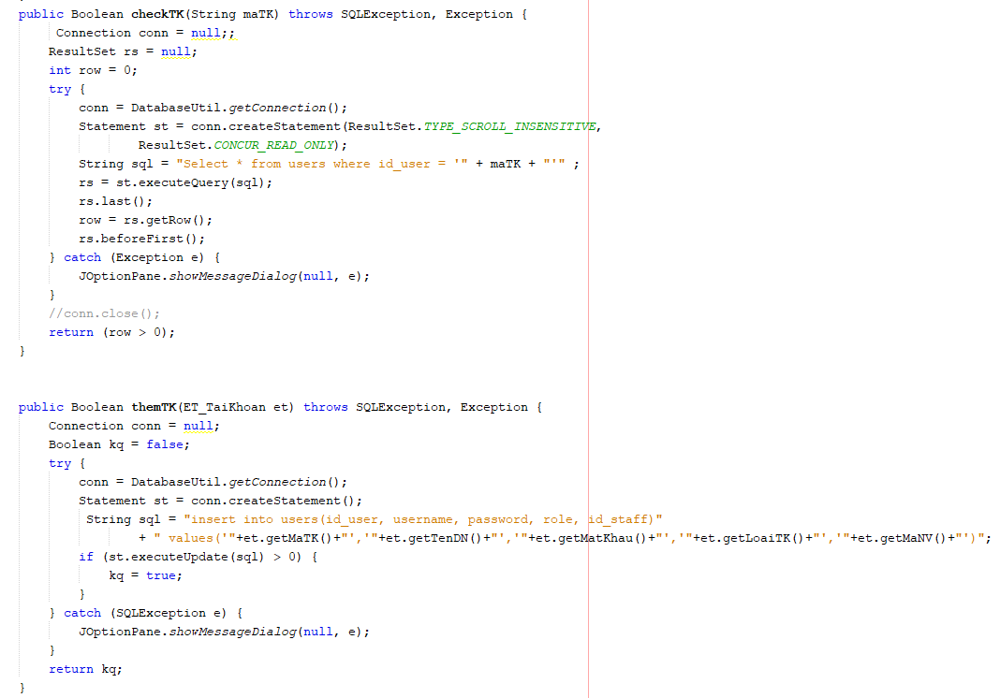 public Boolean checkTK(String maTK) throws SQLException, Exception {
Connection conn = null;;
ResultSet rs = null;
int row = 0;
try {
conn = DatabaseUtil.getConnection();
Statement st = conn.createStatement(ResultSet.TYPE_SCROLL_INSENSITIVE,
ResultSet.CONCUR_READ_ONLY);
String sql = "Select * from users where id_user = '" + maTK + "'" ;
rs = st.executeQuery(sql);
rs.last();
row = rs.getRow();
rs.beforeFirst();
} catch (Exception e) {
JOptionPane.showMessageDialog(null, e);
}
//conn.close();
return (row > 0);
}
public Boolean themTK(ET_TaiKhoan et) throws SQLException, Exception {
Connection conn = null;
Boolean kq = false;
try {
conn = DatabaseUtil.getConnection();
Statement st = conn.createStatement();
String sql = "insert into users(id_user, username, password, role, id_staff)"
+ " values('"+et.getMaTK()+"','"+et.getTenDN()+"','"+et.getMatKhau()+"','"+et.getLoaiTK()+"','"+et.getMaNV()+"')";
if (st.executeUpdate(sql) > 0) {
kq = true;
}
} catch (SQLException e) {
JOptionPane.showMessageDialog(null, e);
}
return kq;
}